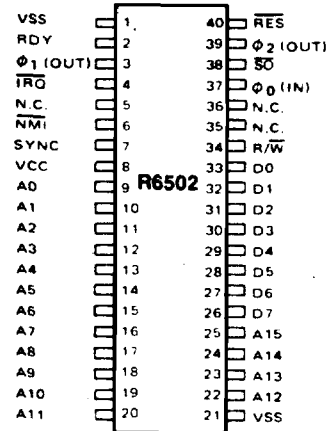 VSS 1 40 R̅E̅S̅
RDY 2 39 ϕ2 (OUT)
ϕ1 (OUT) 3 38 S̅O̅
I̅R̅Q̅ 4 37 ϕ0 (IN)
N.C. 5 36 N.C.
N̅M̅I̅ 6 35 N.C.
SYNC 7 34 R/W̅
VCC 8 33 D0
A0 9 R6502 32 D1
A1 10 31 D2
A2 11 30 D3
A3 12 29 D4
A4 13 28 D5
A5 14 27 D6
A6 15 26 D7
A7 16 25 A15
A8 17 24 A14
A9 18 23 A13
A10 19 22 A12
A11 20 21 VSS